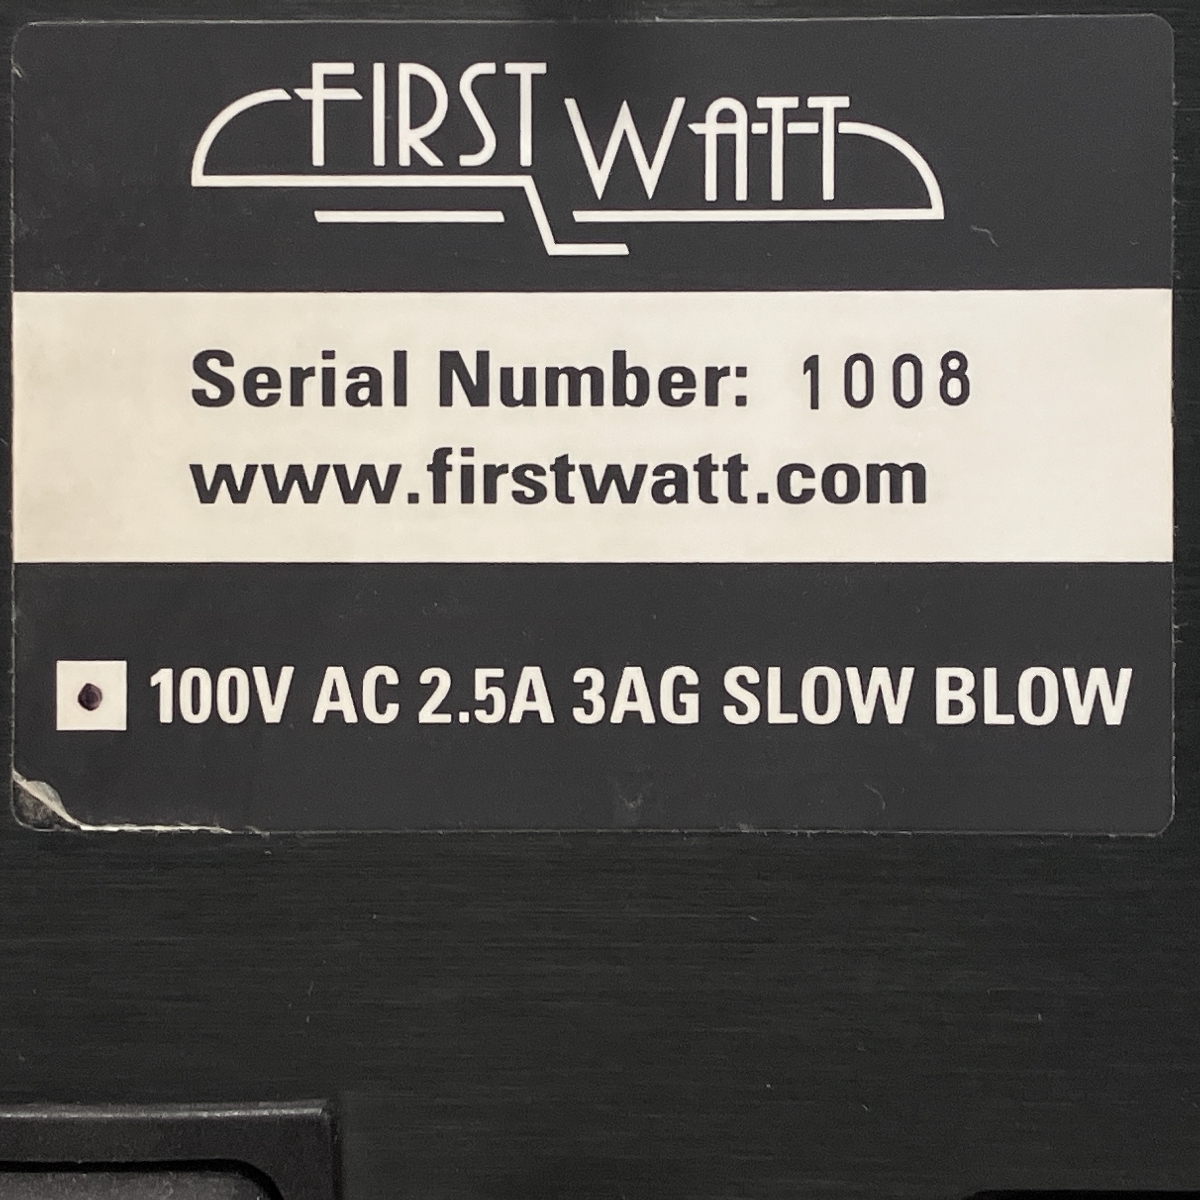 FIRST WATT
Serial Number: 1008
www.firstwatt.com
100V AC 2.5A 3AG SLOW BLOW